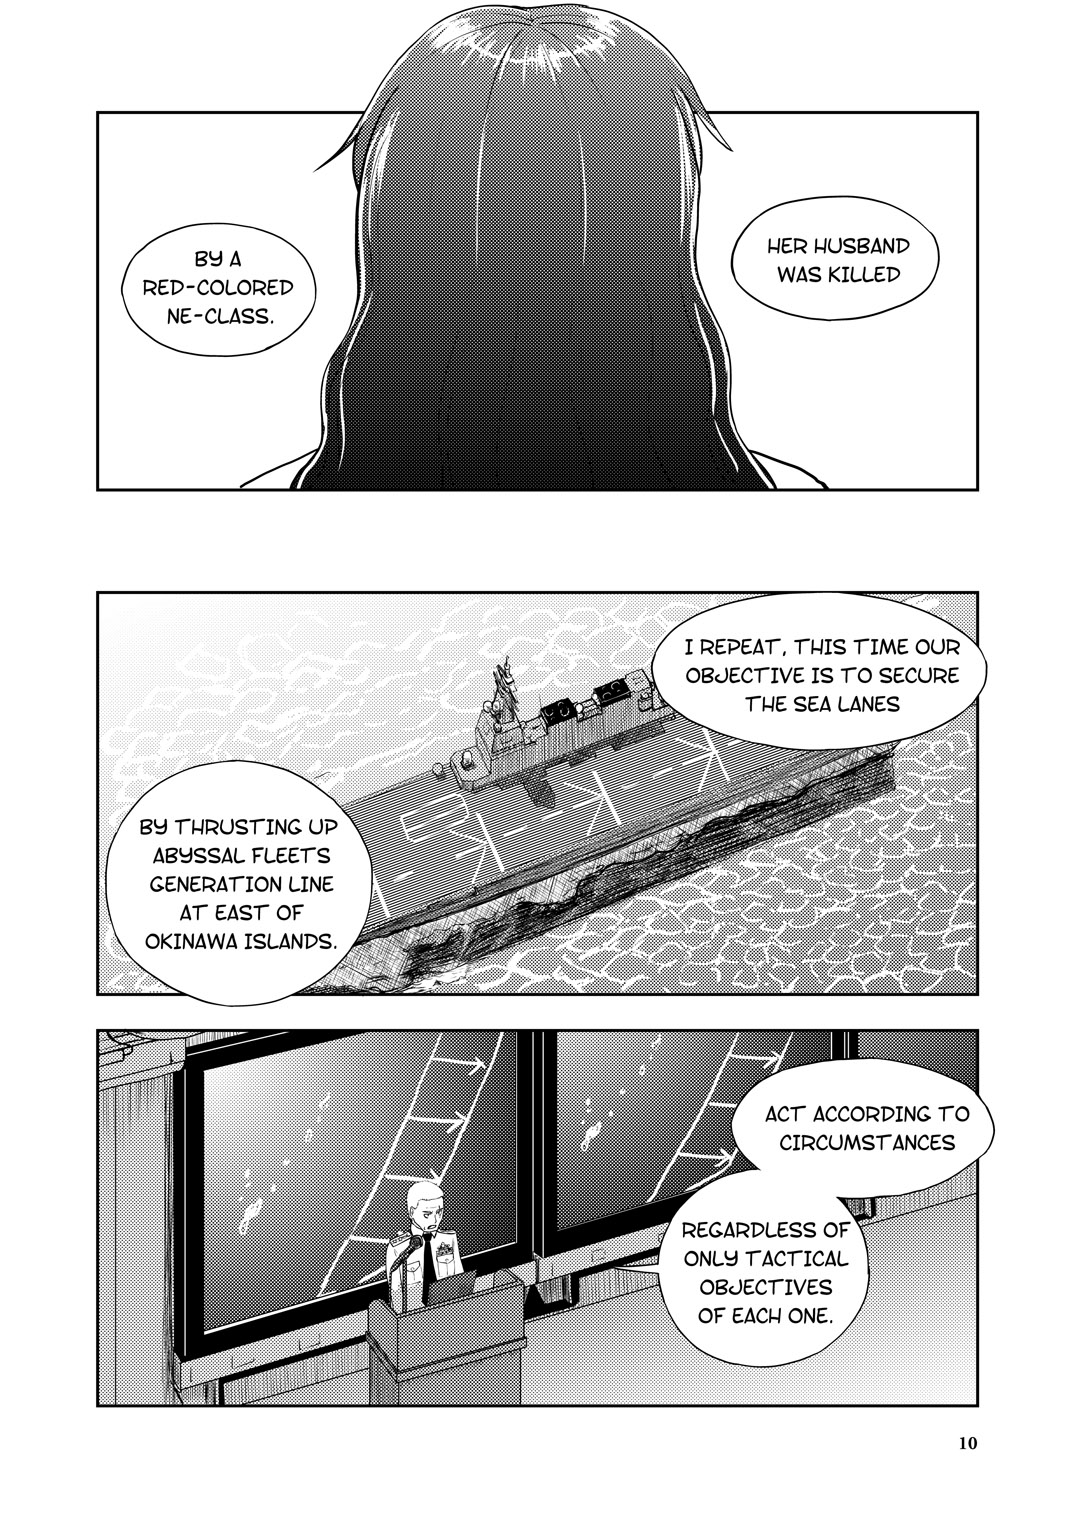 HER HUSBAND
WAS KILLED
BY A
RED-COLORED
NE-CLASS.
I REPEAT, THIS TIME OUR
OBJECTIVE IS TO SECURE
THE SEA LANES
BY THRUSTING UP
ABYSSAL FLEETS
GENERATION LINE
AT EAST OF
OKINAWA ISLANDS.
ACT ACCORDING TO
CIRCUMSTANCES
REGARDLESS OF
ONLY TACTICAL
OBJECTIVES
OF EACH ONE.
10